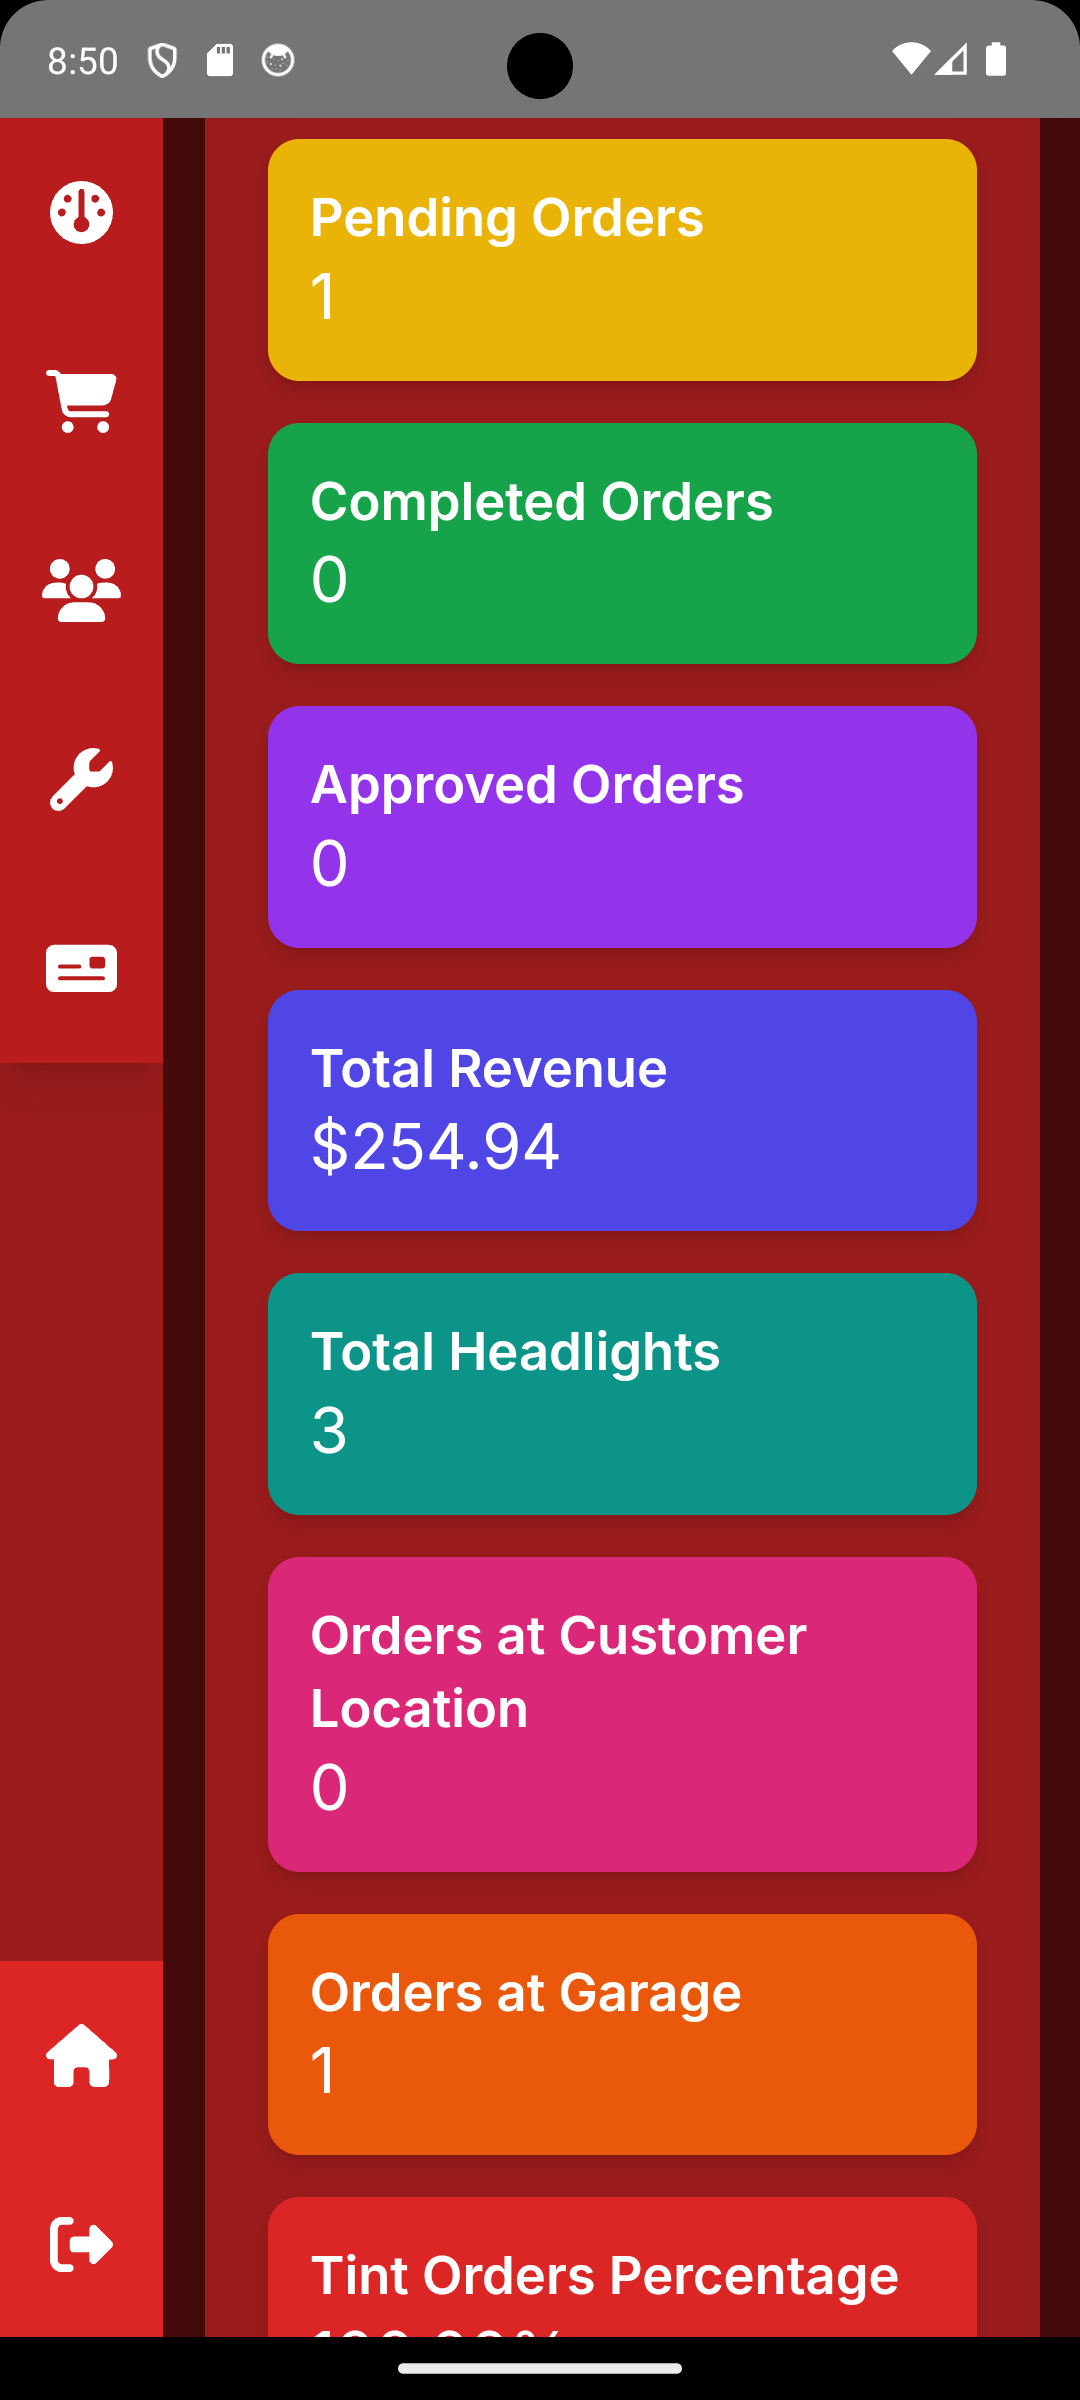 8:50
Pending Orders
1
Completed Orders
0
Approved Orders
0
Total Revenue
$254.94
Total Headlights
3
Orders at Customer
Location
0
Orders at Garage
1
Tint Orders Percentage